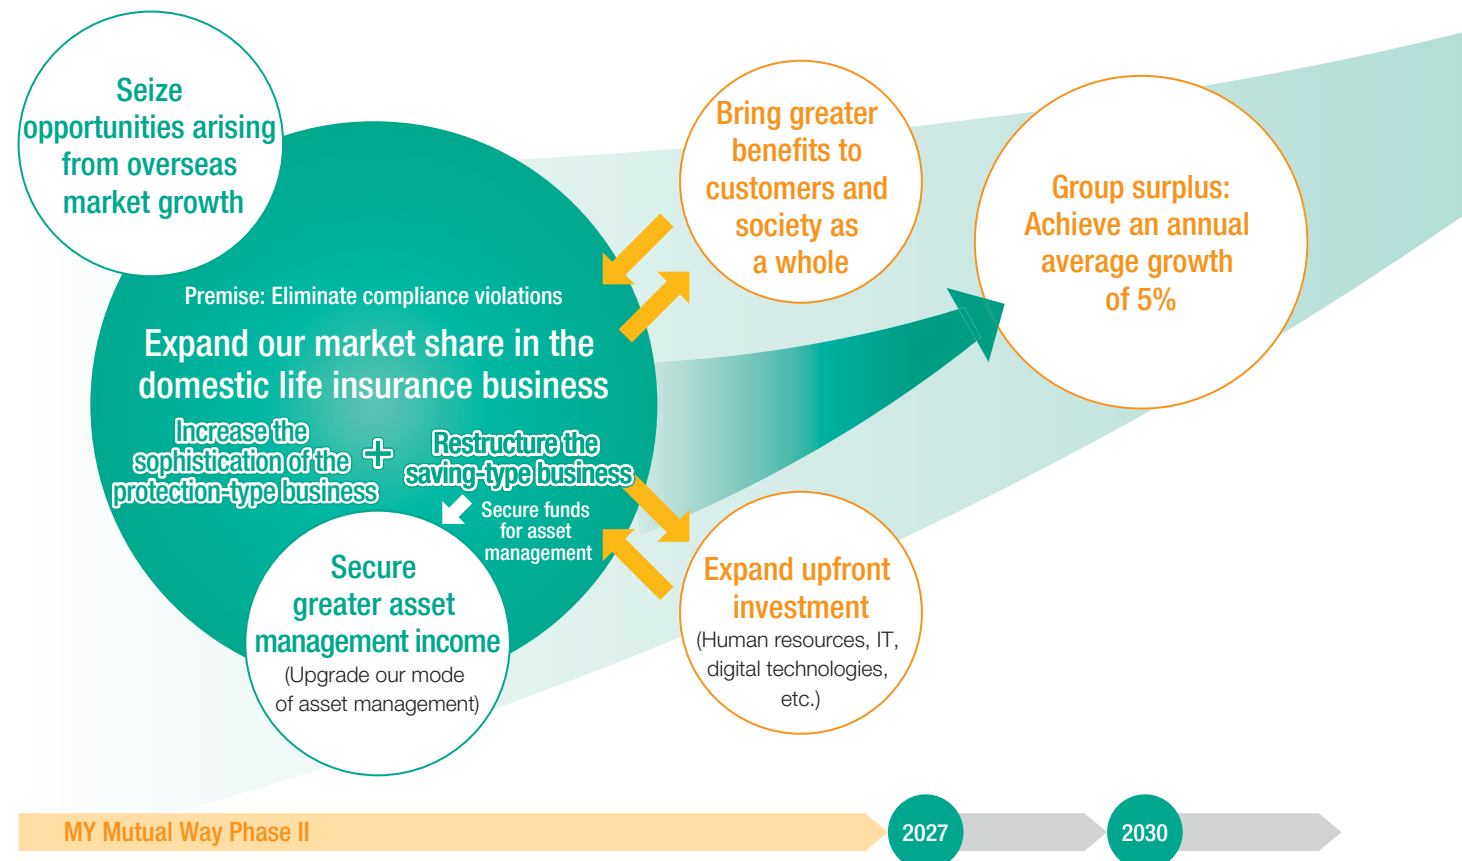 Seize
opportunities arising
from overseas
market growth
Premise: Eliminate compliance violations
Expand our market share in the
domestic life insurance business
Increase the
sophistication of the
protection-type business
+
Restructure the
saving-type business
Secure funds
for asset
management
Secure
greater asset
management income
(Upgrade our mode
of asset management)
Bring greater
benefits to
customers and
society as
a whole
Expand upfront
investment
(Human resources, IT,
digital technologies,
etc.)
Group surplus:
Achieve an annual
average growth
of 5%
MY Mutual Way Phase II
2027
2030